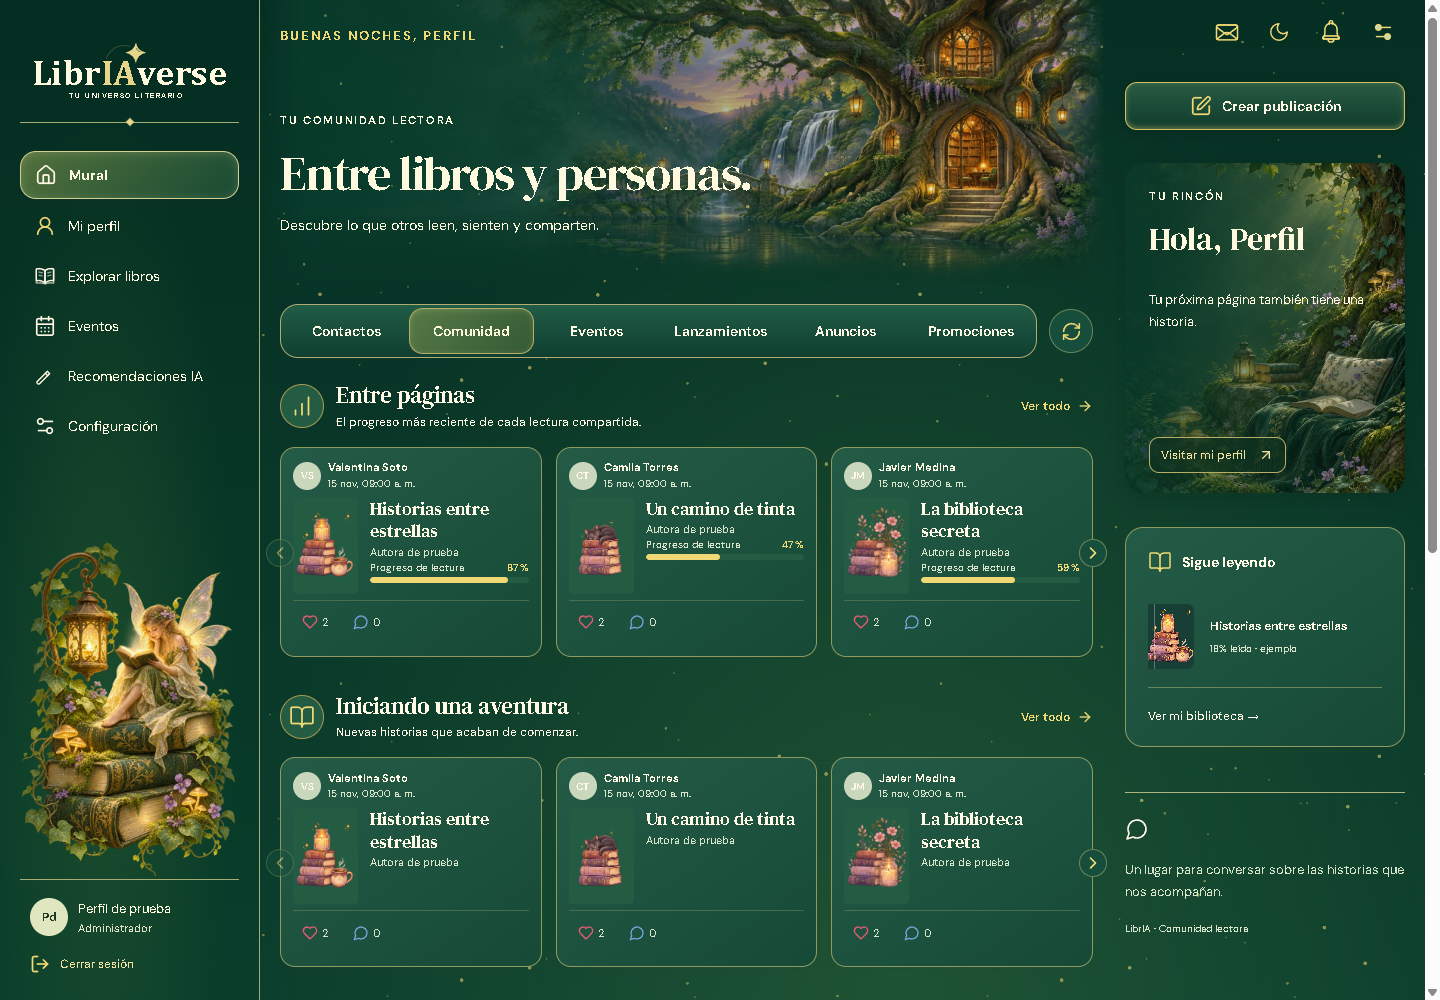 LibrIAverse
TU UNIVERSO LITERARIO
Mural
Mi perfil
Explorar libros
Eventos
Recomendaciones IA
Configuración
Pd
Perfil de prueba
Administrador
Cerrar sesión
BUENAS NOCHES, PERFIL
TU COMUNIDAD LECTORA
Entre libros y personas.
Descubre lo que otros leen, sienten y comparten.
Contactos
Comunidad
Eventos
Lanzamientos
Anuncios
Promociones
Entre páginas
El progreso más reciente de cada lectura compartida.
Ver todo →
VS
Valentina Soto
15 nov, 09:00 a. m.
Historias entre
estrellas
Autora de prueba
Progreso de lectura 87 %
2 0
CT
Camila Torres
15 nov, 09:00 a. m.
Un camino de tinta
Autora de prueba
Progreso de lectura 47 %
2 0
JM
Javier Medina
15 nov, 09:00 a. m.
La biblioteca
secreta
Autora de prueba
Progreso de lectura 59 %
2 0
Iniciando una aventura
Nuevas historias que acaban de comenzar.
Ver todo →
VS
Valentina Soto
15 nov, 09:00 a. m.
Historias entre
estrellas
Autora de prueba
2 0
CT
Camila Torres
15 nov, 09:00 a. m.
Un camino de tinta
Autora de prueba
2 0
JM
Javier Medina
15 nov, 09:00 a. m.
La biblioteca
secreta
Autora de prueba
2 0
Crear publicación
TU RINCÓN
Hola, Perfil
Tu próxima página también tiene una
historia.
Visitar mi perfil
Sigue leyendo
Historias entre estrellas
18% leído · ejemplo
Ver mi biblioteca →
Un lugar para conversar sobre las historias que
nos acompañan.
LibrIA · Comunidad lectora